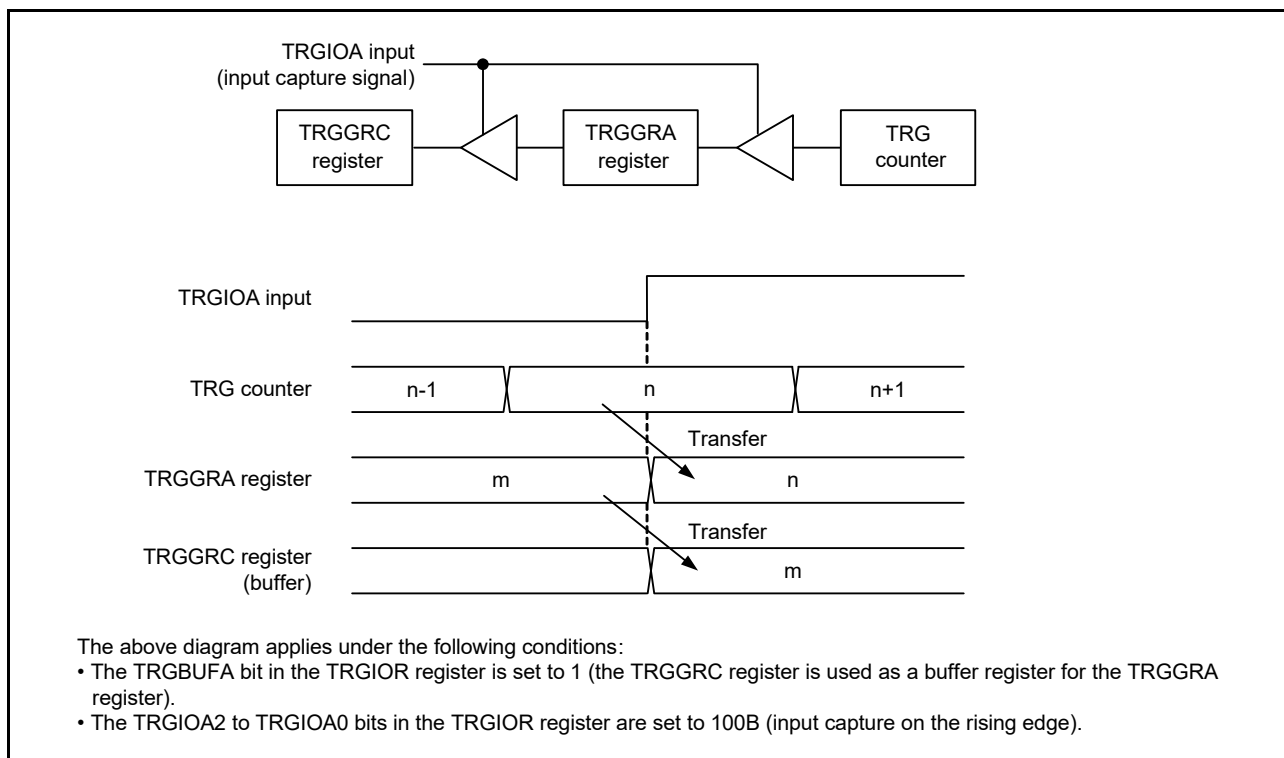 TRGIOA input
(input capture signal)
TRGGRC
register
TRGGRA
register
TRG
counter
TRGIOA input
TRG counter
n-1
n
n+1
Transfer
TRGGRA register
m
n
Transfer
TRGGRC register
(buffer)
m
The above diagram applies under the following conditions:
• The TRGBUFA bit in the TRGIOR register is set to 1 (the TRGGRC register is used as a buffer register for the TRGGRA
register).
• The TRGIOA2 to TRGIOA0 bits in the TRGIOR register are set to 100B (input capture on the rising edge).